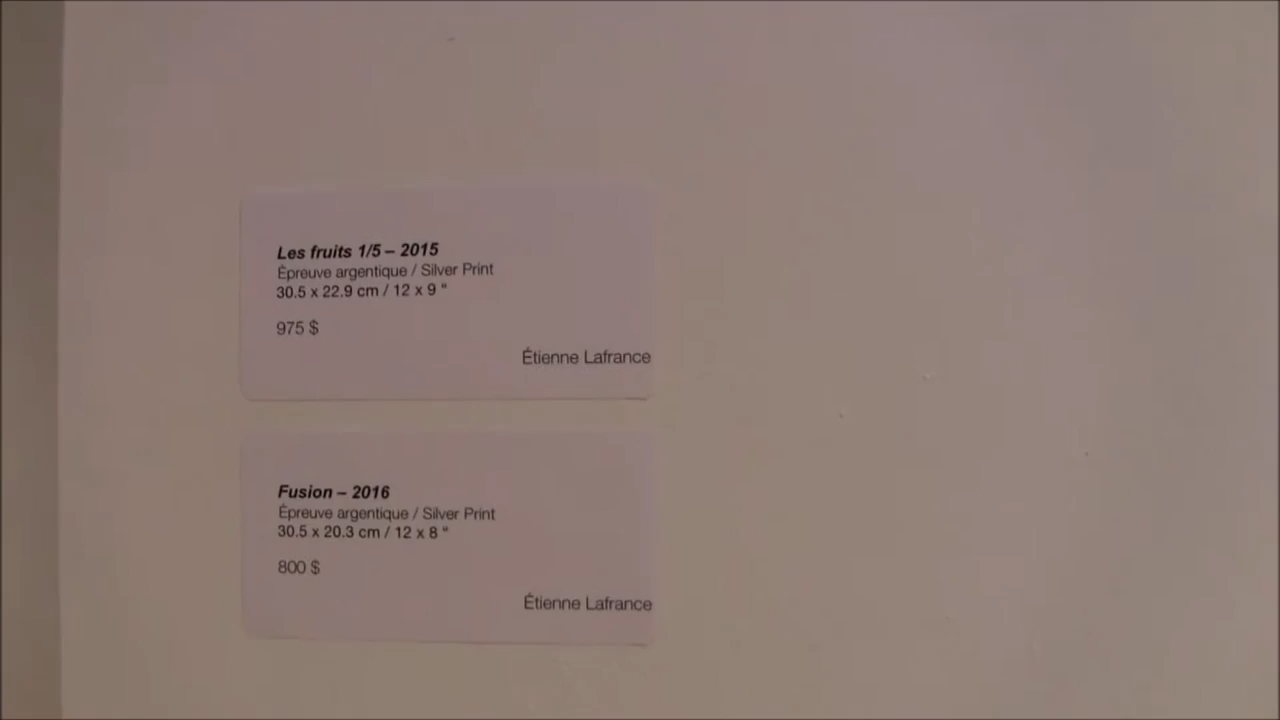 Les fruits 1/5 – 2015
Épreuve argentique / Silver Print
30.5 x 22.9 cm / 12 x 9 "
975 $
Étienne Lafrance
Fusion – 2016
Épreuve argentique / Silver Print
30.5 x 20.3 cm / 12 x 8 "
800 $
Étienne Lafrance